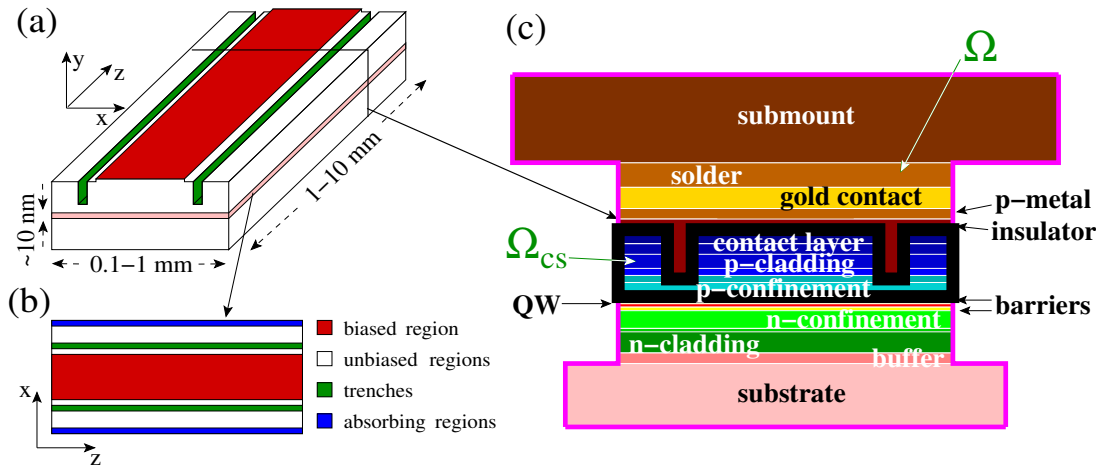 (a)
y
z
x
~10 nm
0.1−1 mm
1−10 mm
(b)
x
z
biased region
unbiased regions
trenches
absorbing regions
(c)
Ω
submount
solder
gold contact
p−metal
insulator
Ωcs
contact layer
p−cladding
p−confinement
QW
barriers
n−confinement
n−cladding
buffer
substrate